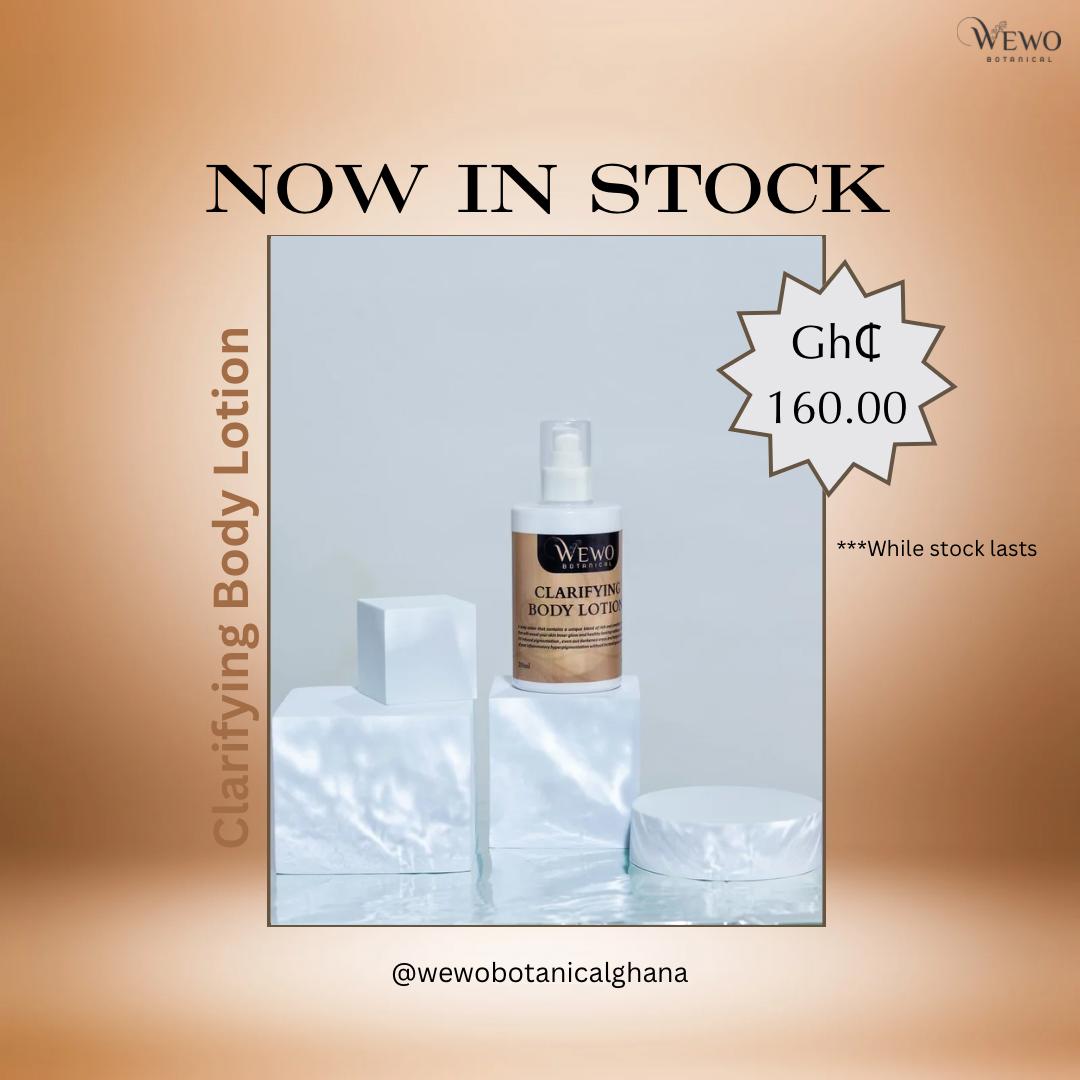 WEWO
BOTANICAL
NOW IN STOCK
Clarifying Body Lotion
Gh₵
160.00
***While stock lasts
WEWO
BOTANICAL
CLARIFYING
BODY LOTION
@wewobotanicalghana